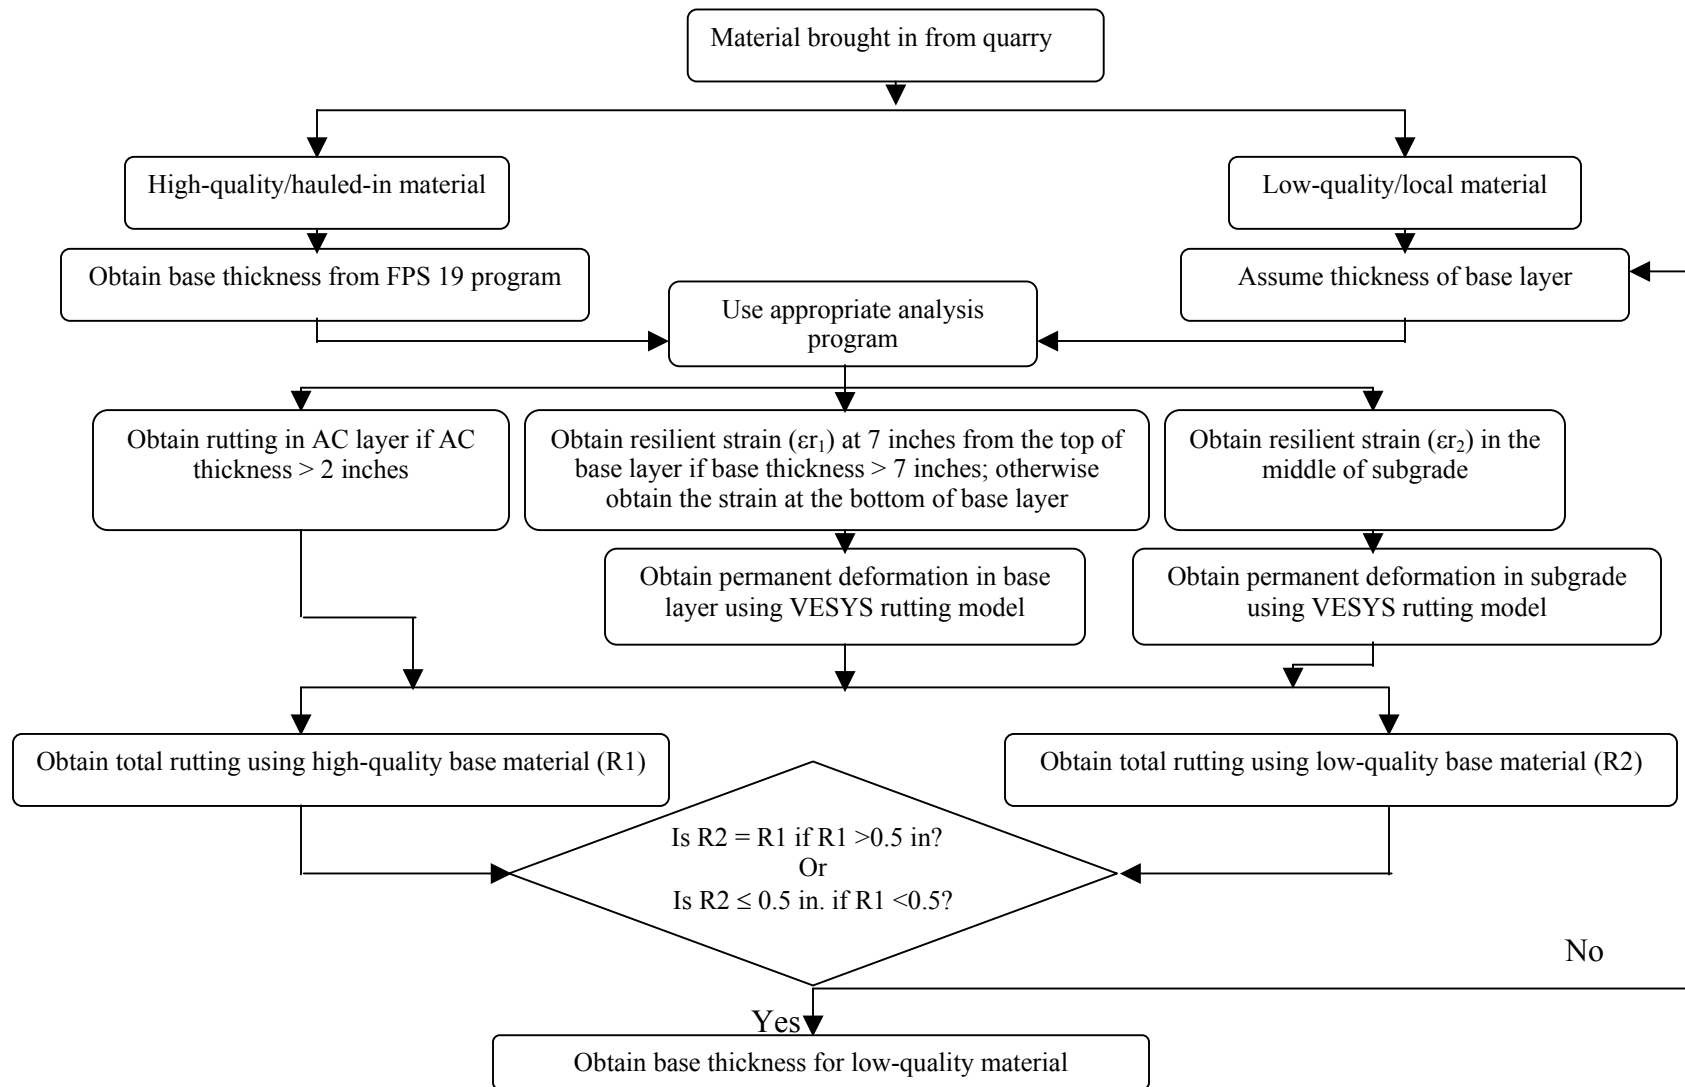 Material brought in from quarry
High-quality/hauled-in material
Low-quality/local material
Obtain base thickness from FPS 19 program
Assume thickness of base layer
Use appropriate analysis
program
Obtain rutting in AC layer if AC
thickness > 2 inches
Obtain resilient strain (εr₁) at 7 inches from the top of
base layer if base thickness > 7 inches; otherwise
obtain the strain at the bottom of base layer
Obtain resilient strain (εr₂) in the
middle of subgrade
Obtain permanent deformation in base
layer using VESYS rutting model
Obtain permanent deformation in subgrade
using VESYS rutting model
Obtain total rutting using high-quality base material (R1)
Obtain total rutting using low-quality base material (R2)
Is R2 = R1 if R1 >0.5 in?
Or
Is R2 ≤ 0.5 in. if R1 <0.5?
No
Yes
Obtain base thickness for low-quality material